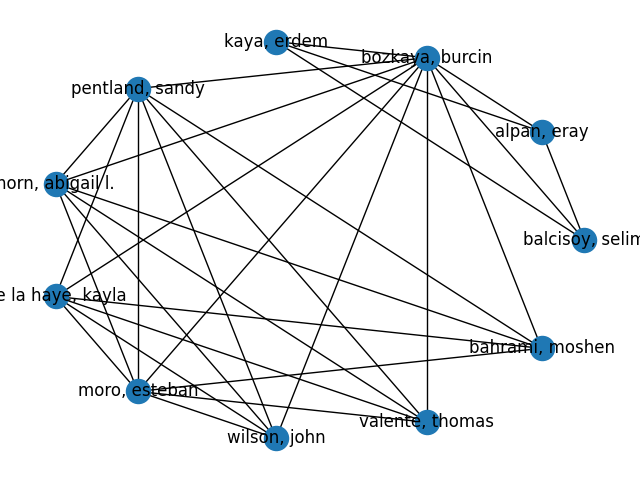 kaya, erdem
bozkaya, burcin
pentland, sandy
alpan, eray
horn, abigail l.
balcisoy, selim
e la haye, kayla
bahrami, moshen
moro, esteban
valente, thomas
wilson, john